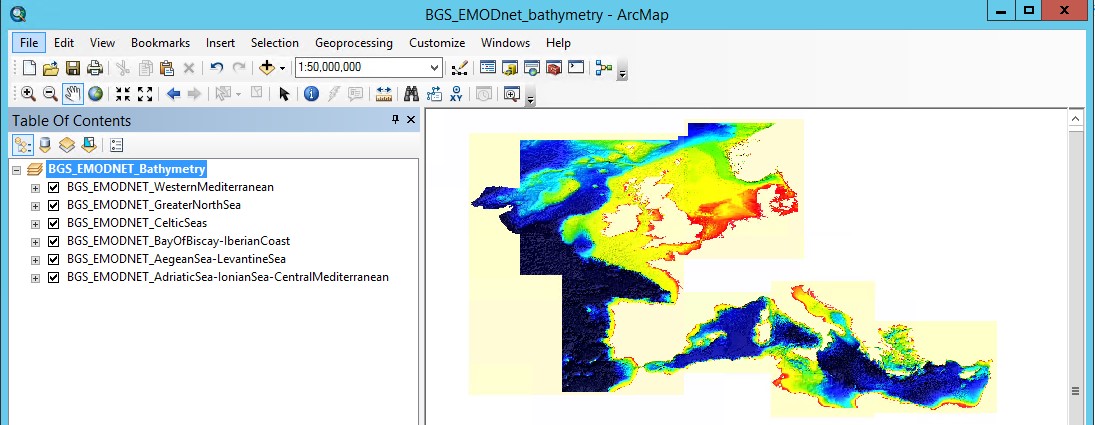 BGS_EMODnet_bathymetry - ArcMap
File Edit View Bookmarks Insert Selection Geoprocessing Customize Windows Help
1:50,000,000
XY
Table Of Contents
BGS_EMODNET_Bathymetry
BGS_EMODNET_WesternMediterranean
BGS_EMODNET_GreaterNorthSea
BGS_EMODNET_CelticSeas
BGS_EMODNET_BayOfBiscay-IberianCoast
BGS_EMODNET_AegeanSea-LevantineSea
BGS_EMODNET_AdriaticSea-IonianSea-CentralMediterranean